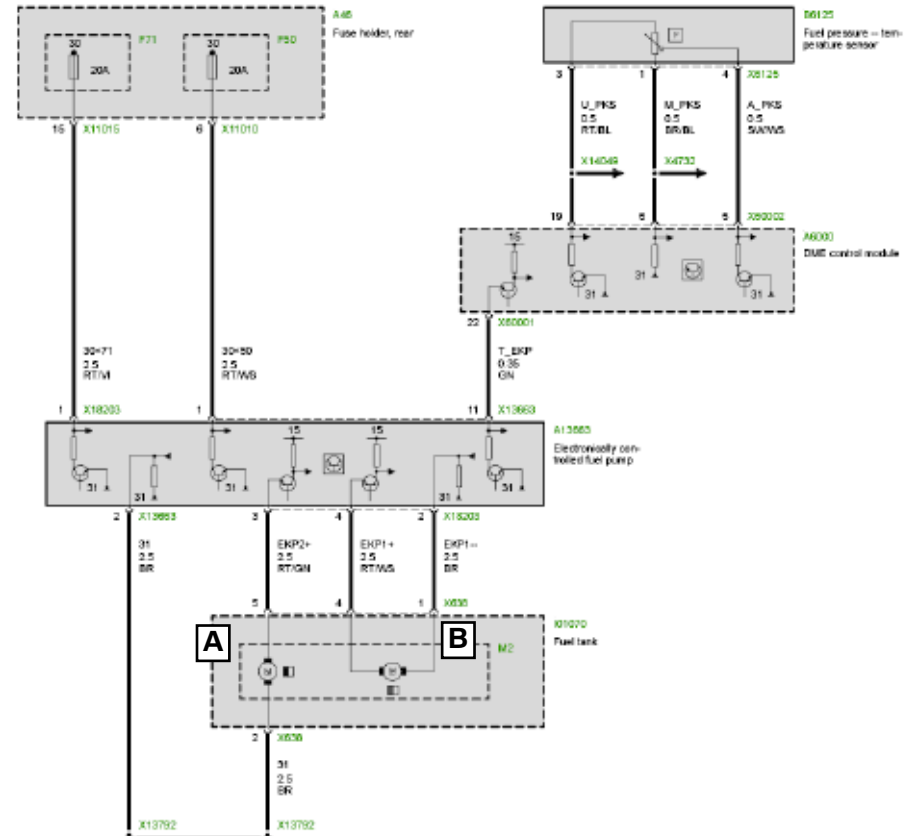 A46
Fuse holder, rear
30
F71
20A
30
F50
20A
15 X11015
6 X11010
B6125
Fuel pressure -- tem-
perature sensor
P
3 1 4 X6125
U_PKS
0.5
RT/BL
M_PKS
0.5
BR/BL
A_PKS
0.5
SW/WS
X14049
X4732
19 6 5 X60002
A6000
DME control module
15
31
31
31
22 X60001
30<71
2.5
RT/VI
30<50
2.5
RT/WS
T_EKP
0.35
GN
1 X18203
1
11 X13663
A13663
Electronically con-
trolled fuel pump
15
15
31
31
31
31
31
2 X13663
3
4
2 X18203
31
2.5
BR
EKP2+
2.5
RT/GN
EKP1+
2.5
RT/WS
EKP1--
2.5
BR
5
4
1 X638
A
B
Fuel tank
M2
M
M
2 X638
31
2.5
BR
X13792
X13792